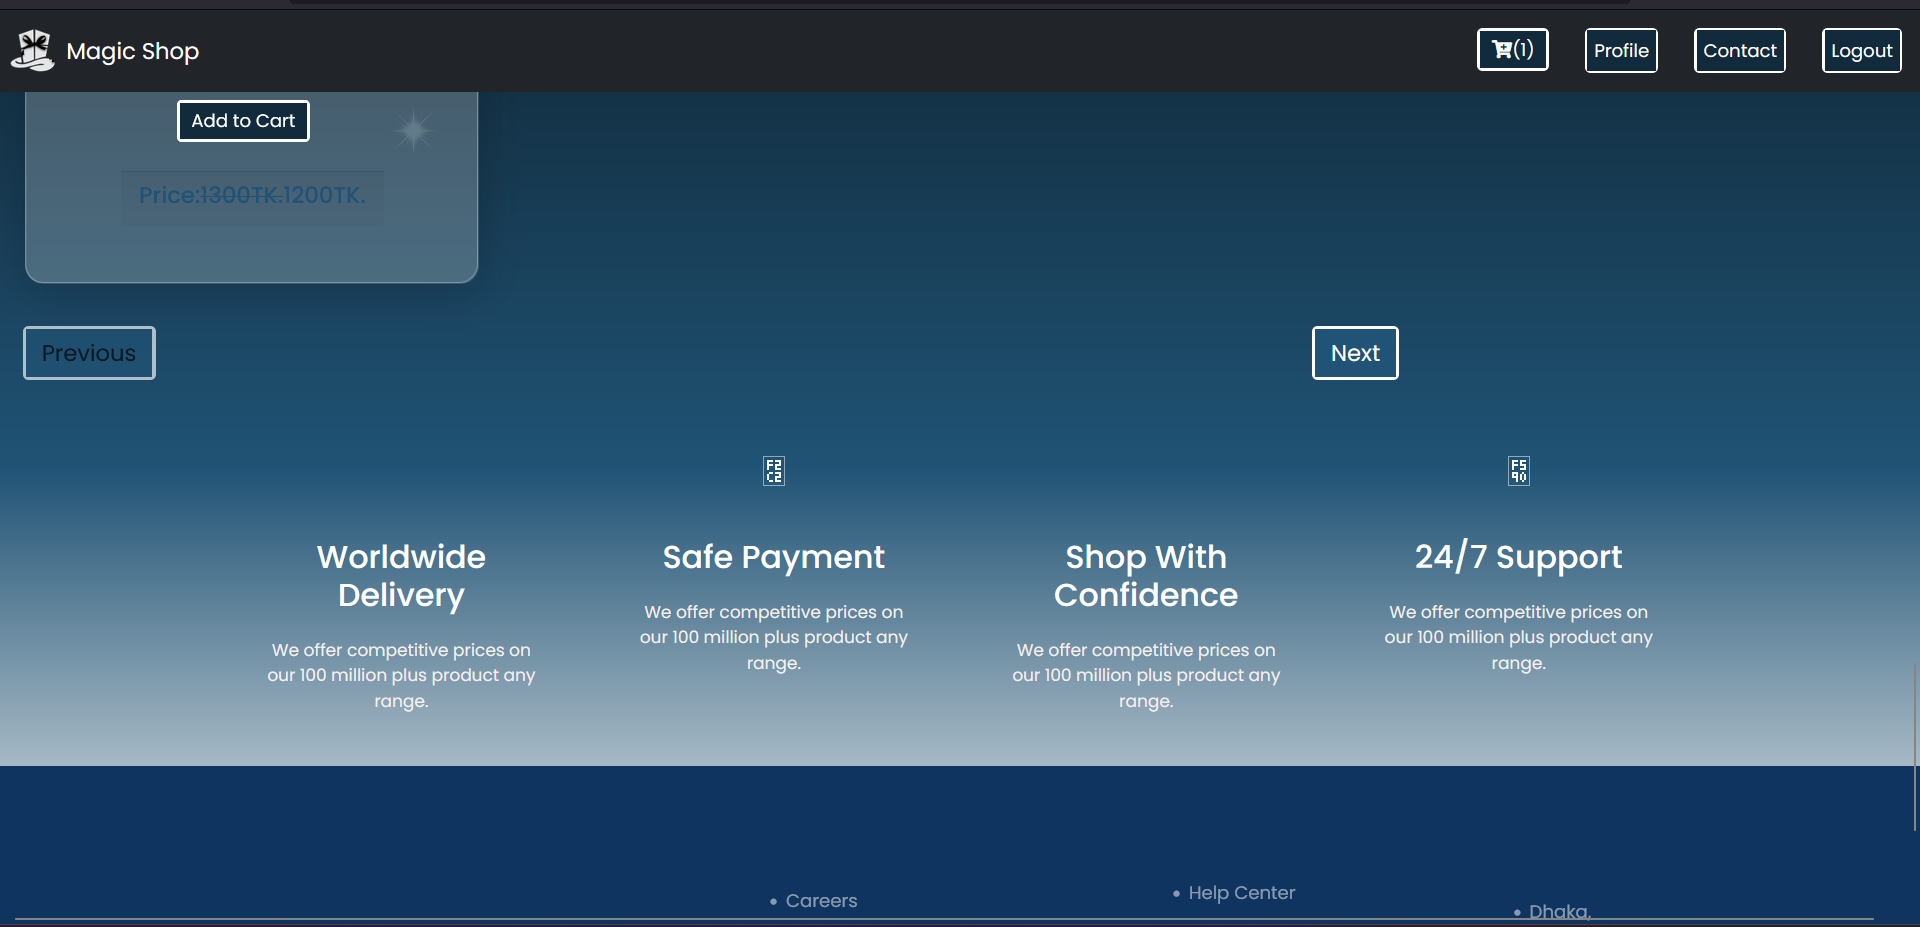 Magic Shop
(1)
Profile
Contact
Logout
Add to Cart
Price:1300TK.1200TK.
Previous
Next
F2
C2
F5
90
Worldwide
Delivery
We offer competitive prices on
our 100 million plus product any
range.
Safe Payment
We offer competitive prices on
our 100 million plus product any
range.
Shop With
Confidence
We offer competitive prices on
our 100 million plus product any
range.
24/7 Support
We offer competitive prices on
our 100 million plus product any
range.
Careers
Help Center
Dhaka,